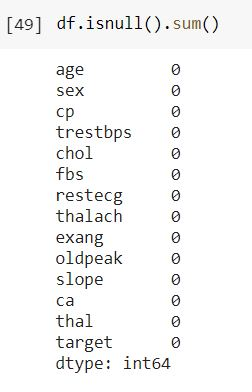 [49] df.isnull().sum()
age 0
sex 0
cp 0
trestbps 0
chol 0
fbs 0
restecg 0
thalach 0
exang 0
oldpeak 0
slope 0
ca 0
thal 0
target 0
dtype: int64